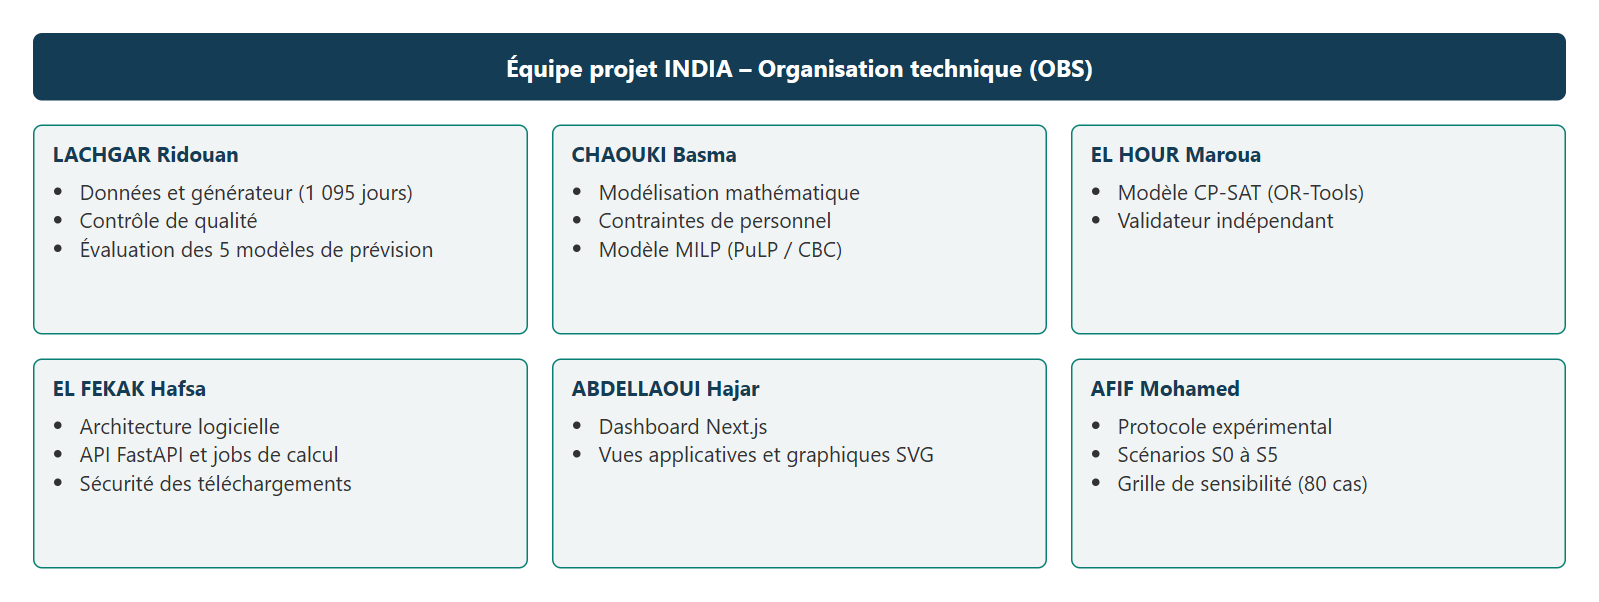 Équipe projet INDIA – Organisation technique (OBS)
LACHGAR Ridouan
• Données et générateur (1 095 jours)
• Contrôle de qualité
• Évaluation des 5 modèles de prévision
CHAOUKI Basma
• Modélisation mathématique
• Contraintes de personnel
• Modèle MILP (PuLP / CBC)
EL HOUR Maroua
• Modèle CP-SAT (OR-Tools)
• Validateur indépendant
EL FEKAK Hafsa
• Architecture logicielle
• API FastAPI et jobs de calcul
• Sécurité des téléchargements
ABDELLAOUI Hajar
• Dashboard Next.js
• Vues applicatives et graphiques SVG
AFIF Mohamed
• Protocole expérimental
• Scénarios S0 à S5
• Grille de sensibilité (80 cas)